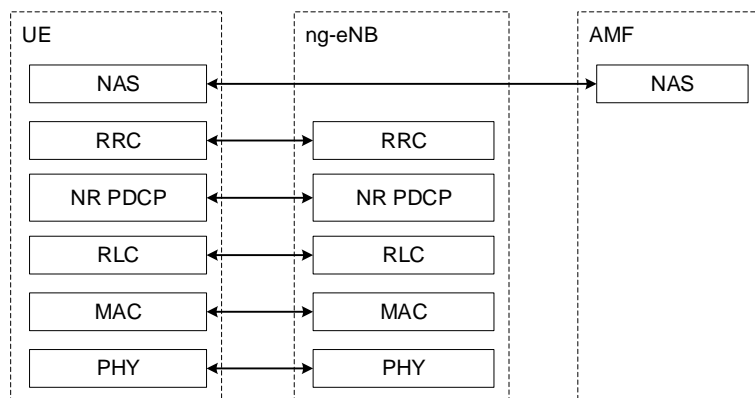 UE ng-eNB AMF
NAS NAS
RRC RRC
NR PDCP NR PDCP
RLC RLC
MAC MAC
PHY PHY